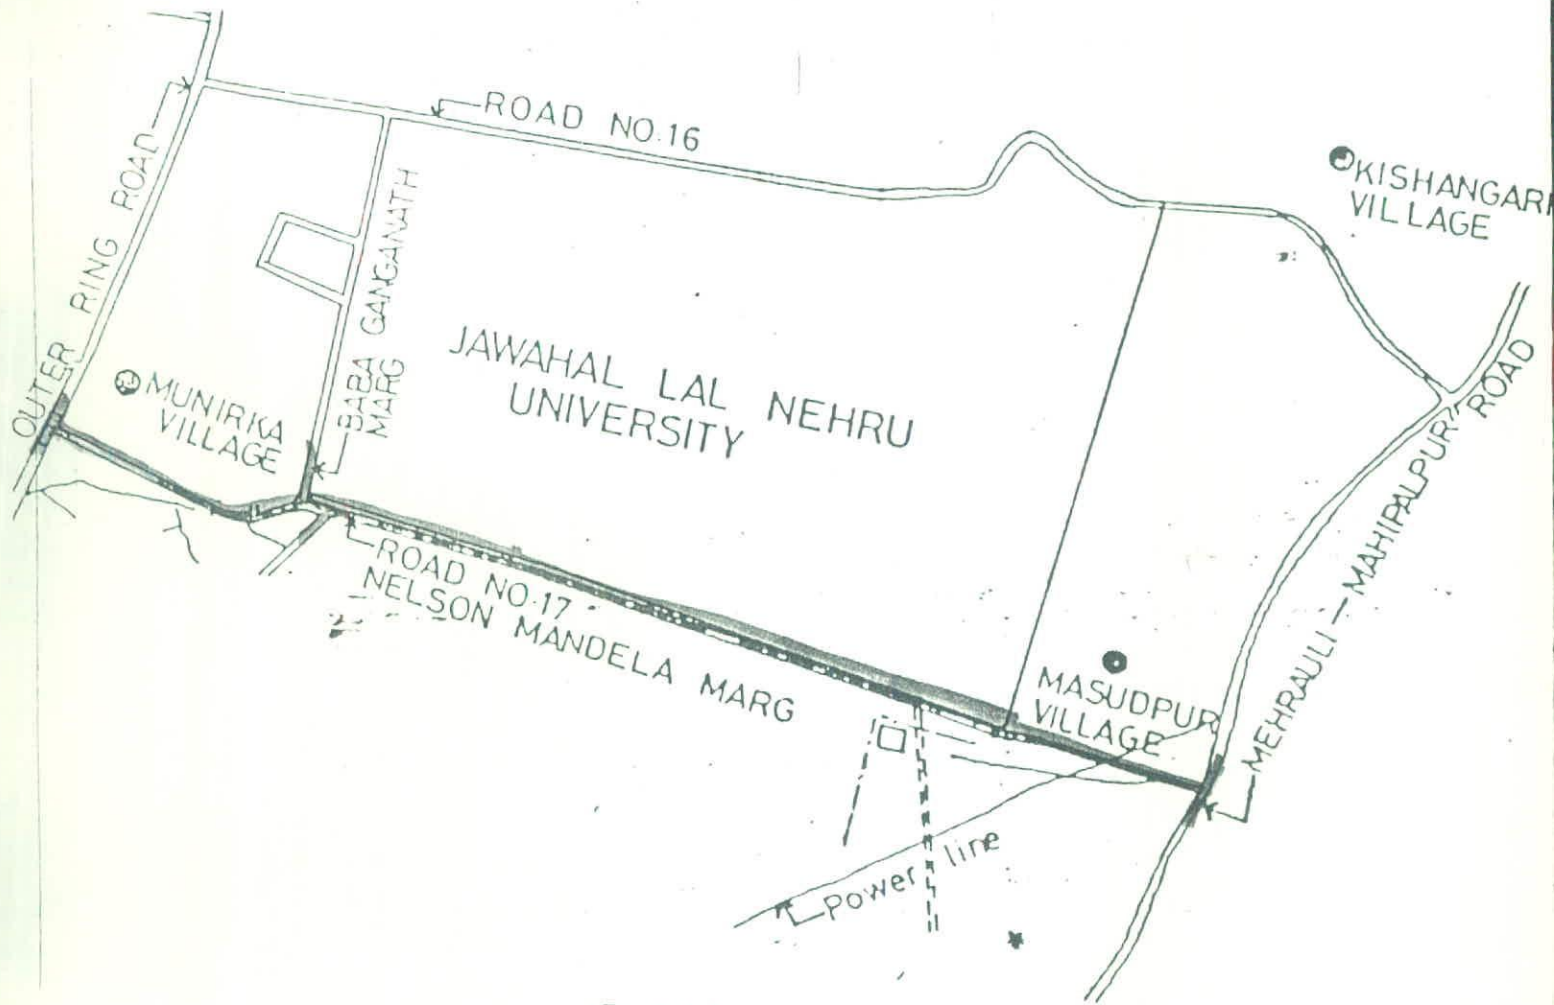 ROAD NO.16
KISHANGAR
VILLAGE
OUTER RING ROAD
BABA GANGANATH
MARG
MUNIRKA
VILLAGE
JAWAHAL LAL NEHRU
UNIVERSITY
ROAD NO.17
NELSON MANDELA MARG
MASUDPUR
VILLAGE
MEHRAULI - MAHIPALPUR ROAD
Power line